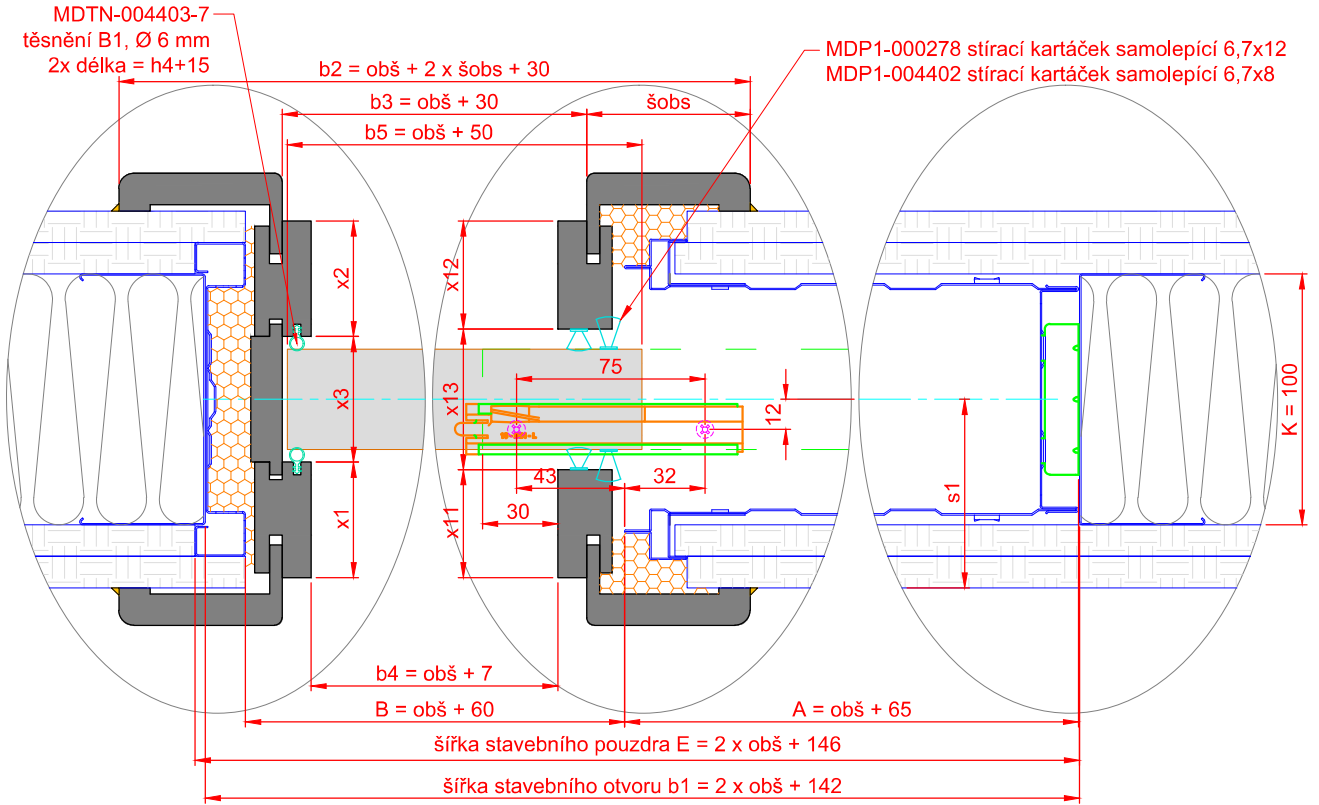 MDTN-004403-7
těsnění B1, Ø 6 mm
2x délka = h4+15
MDP1-000278 stírací kartáček samolepící 6,7x12
MDP1-004402 stírací kartáček samolepící 6,7x8
b2 = obš + 2 x šobs + 30
b3 = obš + 30
šobs
b5 = obš + 50
x2
x12
x3
x13
75
12
43
32
30
x1
x11
s1
K = 100
b4 = obš + 7
B = obš + 60
A = obš + 65
šířka stavebního pouzdra E = 2 x obš + 146
šířka stavebního otvoru b1 = 2 x obš + 142